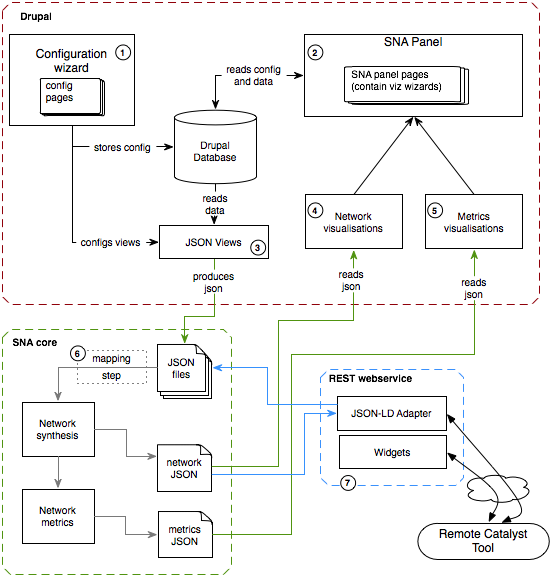 Drupal
Configuration
wizard
1
config
pages
SNA Panel
2
SNA panel pages
(contain viz wizards)
reads config
and data
stores config
Drupal
Database
reads
data
configs views
JSON Views
3
4
Network
visualisations
5
Metrics
visualisations
produces
json
reads
json
reads
json
SNA core
6
mapping
step
JSON
files
Network
synthesis
network
JSON
Network
metrics
metrics
JSON
REST webservice
JSON-LD Adapter
Widgets
7
Remote Catalyst
Tool